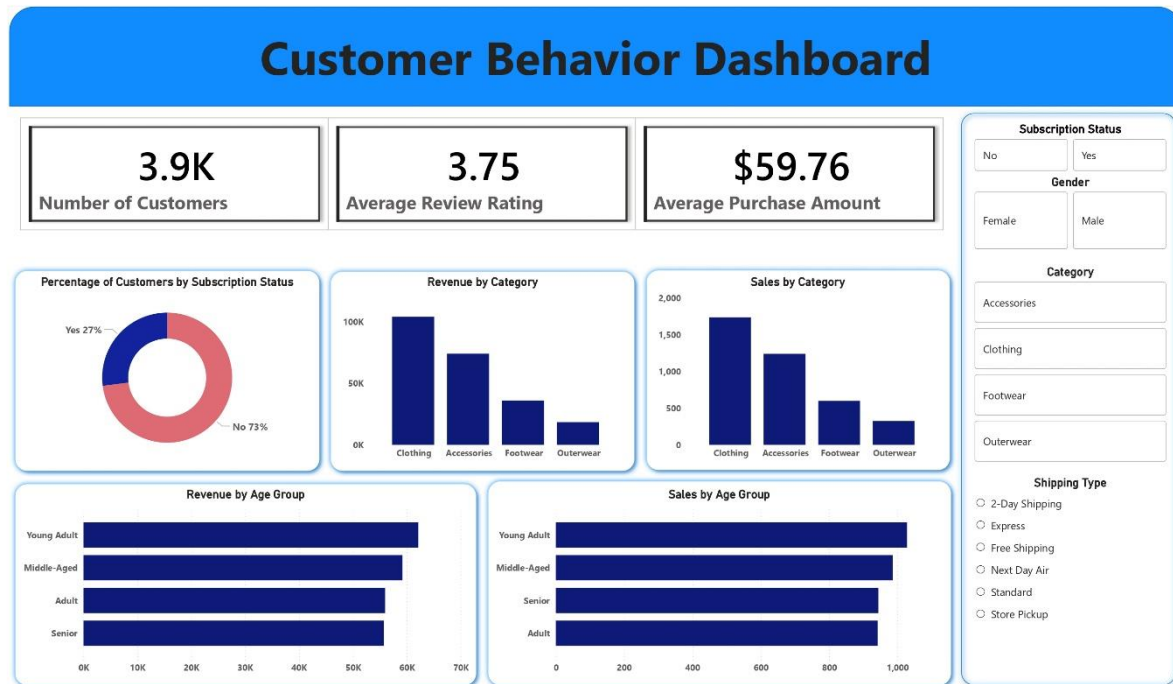 Customer Behavior Dashboard
3.9K
Number of Customers
3.75
Average Review Rating
$59.76
Average Purchase Amount
Percentage of Customers by Subscription Status
Yes 27%
No 73%
Revenue by Category
100K
50K
0K
Clothing Accessories Footwear Outerwear
Sales by Category
2,000
1,500
1,000
500
0
Clothing Accessories Footwear Outerwear
Revenue by Age Group
Young Adult
Middle-Aged
Adult
Senior
0K 10K 20K 30K 40K 50K 60K 70K
Sales by Age Group
Young Adult
Middle-Aged
Senior
Adult
0 200 400 600 800 1,000
Subscription Status
No Yes
Gender
Female Male
Category
Accessories
Clothing
Footwear
Outerwear
Shipping Type
2-Day Shipping
Express
Free Shipping
Next Day Air
Standard
Store Pickup